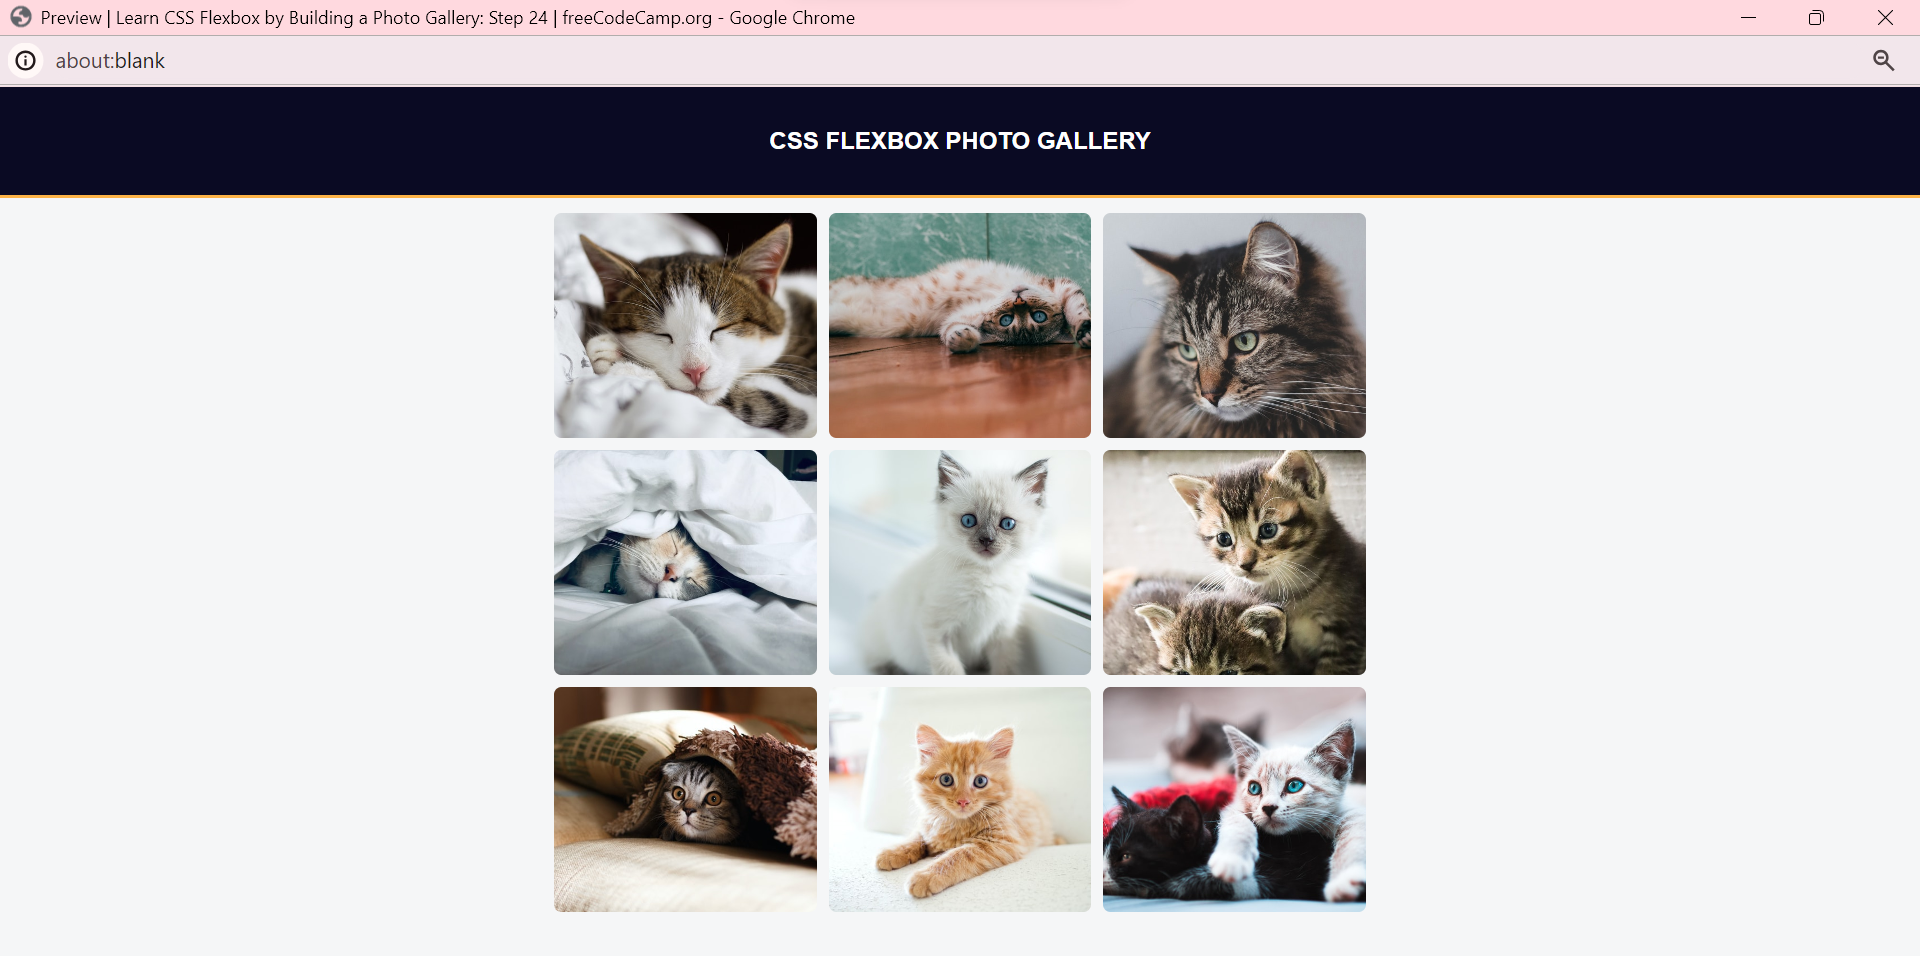 Preview | Learn CSS Flexbox by Building a Photo Gallery: Step 24 | freeCodeCamp.org - Google Chrome
about:blank
CSS FLEXBOX PHOTO GALLERY